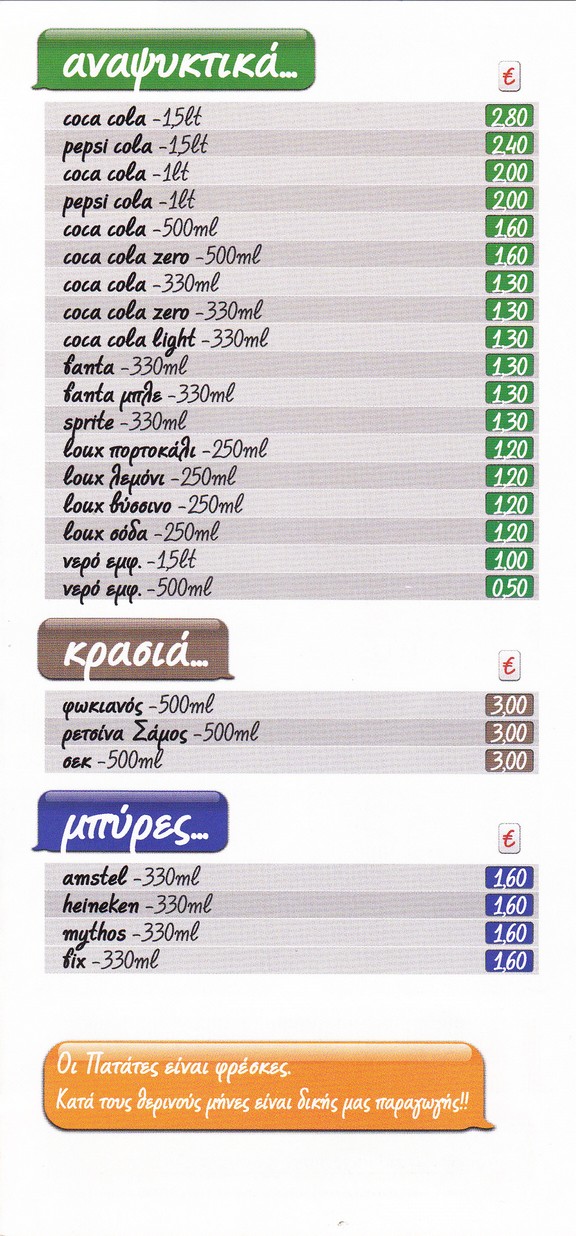 αναψυκτικά...
€
coca cola -1,5lt 2,80
pepsi cola -1,5lt 2,40
coca cola -1lt 2,00
pepsi cola -1lt 2,00
coca cola -500ml 1,60
coca cola zero -500ml 1,60
coca cola -330ml 1,30
coca cola zero -330ml 1,30
coca cola light -330ml 1,30
fanta -330ml 1,30
fanta μπλε -330ml 1,30
sprite -330ml 1,30
loux πορτοκάλι -250ml 1,20
loux λεμόνι -250ml 1,20
loux βύσσινο -250ml 1,20
loux σόδα -250ml 1,20
νερό εμφ. -1,5lt 1,00
νερό εμφ. -500ml 0,50
κρασιά...
€
φωκιανός -500ml 3,00
ρετσίνα Σάμος -500ml 3,00
σεκ -500ml 3,00
μπύρες...
€
amstel -330ml 1,60
heineken -330ml 1,60
mythos -330ml 1,60
fix -330ml 1,60
Οι Πατάτες είναι φρέσκες.
Κατά τους θερινούς μήνες είναι δικής μας παραγωγής!!